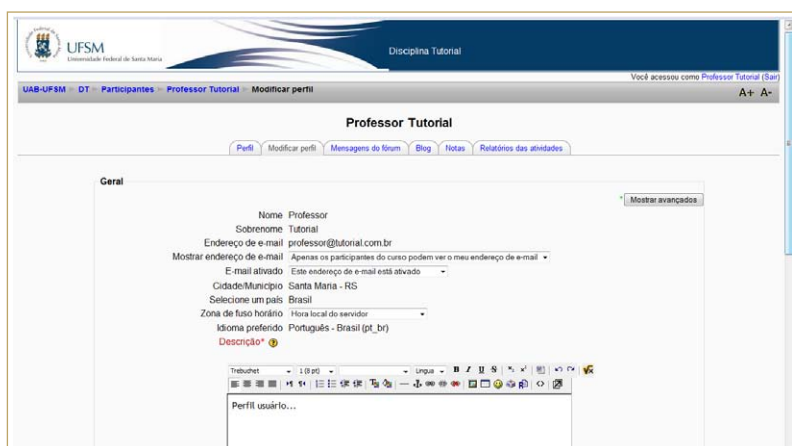 UFSM
Universidade Federal de Santa Maria
Disciplina Tutorial
Você acessou como Professor Tutorial (Sair)
UAB-UFSM ► DT ► Participantes ► Professor Tutorial ► Modificar perfil
A+ A-
Professor Tutorial
Perfil Modificar perfil Mensagens do fórum Blog Notas Relatórios das atividades
Geral
* Mostrar avançados
Nome Professor
Sobrenome Tutorial
Endereço de e-mail professor@tutorial.com.br
Mostrar endereço de e-mail Apenas os participantes do curso podem ver o meu endereço de e-mail
E-mail ativado Este endereço de e-mail está ativado
Cidade/Município Santa Maria - RS
Selecione um país Brasil
Zona de fuso horário Hora local do servidor
Idioma preferido Português - Brasil (pt_br)
Descrição* ?
Trebuchet 1 (8 pt) Lingua B I U S
Perfil usuário...